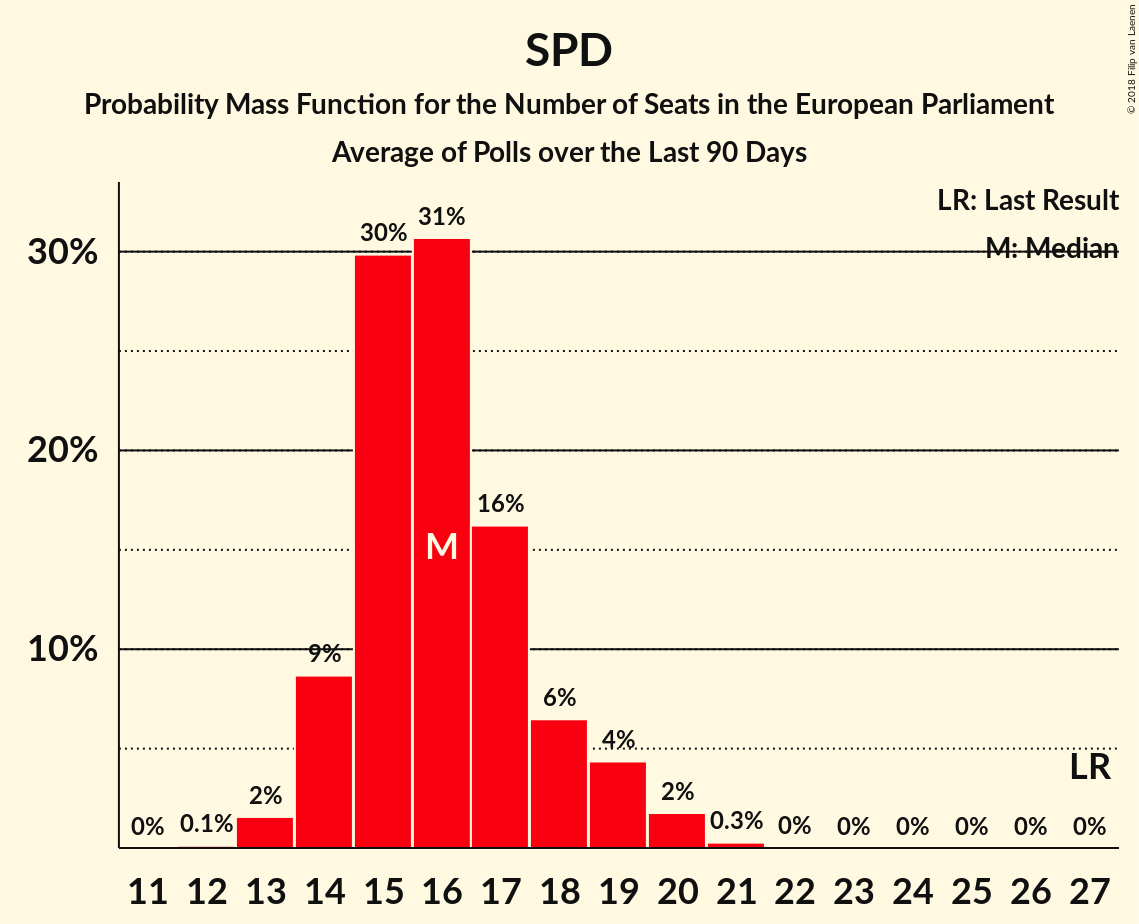 SPD
Probability Mass Function for the Number of Seats in the European Parliament
Average of Polls over the Last 90 Days
© 2018 Filip van Laenen
LR: Last Result
M: Median
30%
20%
10%
0%
0.1%
2%
9%
30%
31%
16%
6%
4%
2%
0.3%
0%
0%
0%
0%
0%
0%
M
LR
11 12 13 14 15 16 17 18 19 20 21 22 23 24 25 26 27